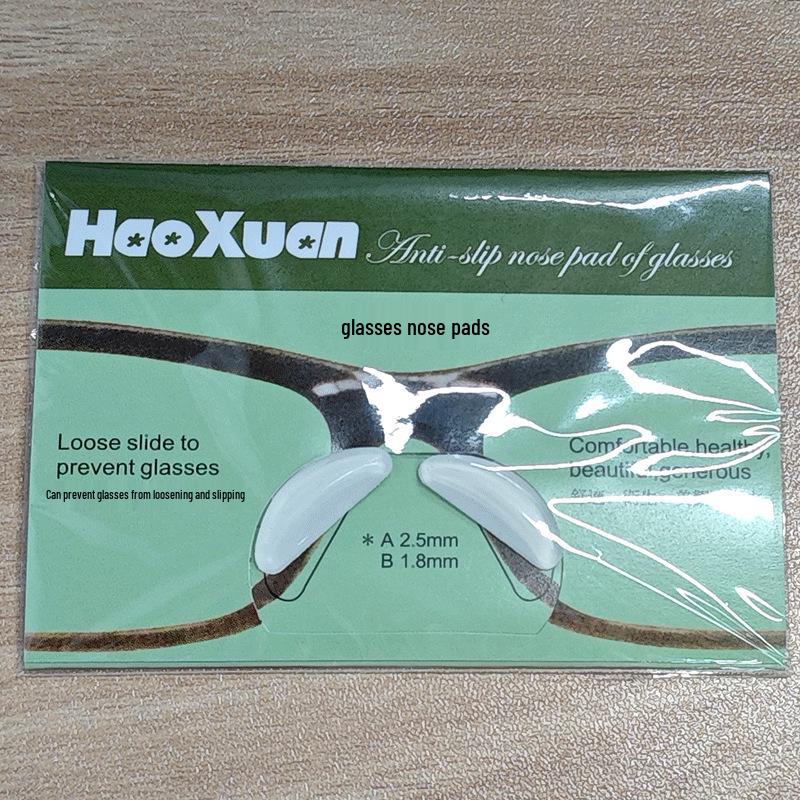 HaoXuan Anti-slip nose pad of glasses
glasses nose pads
Loose slide to
prevent glasses
Can prevent glasses from loosening and slipping
Comfortable, healthy,
beautiful, generous
* A 2.5mm
B 1.8mm